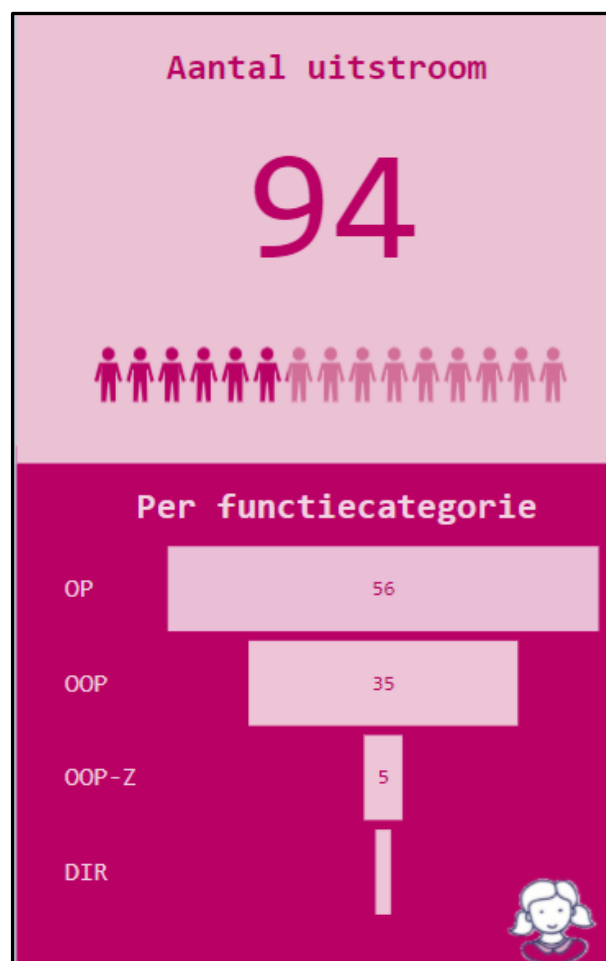 Aantal uitstroom
94
Per functiecategorie
OP 56
OOP 35
OOP-Z 5
DIR